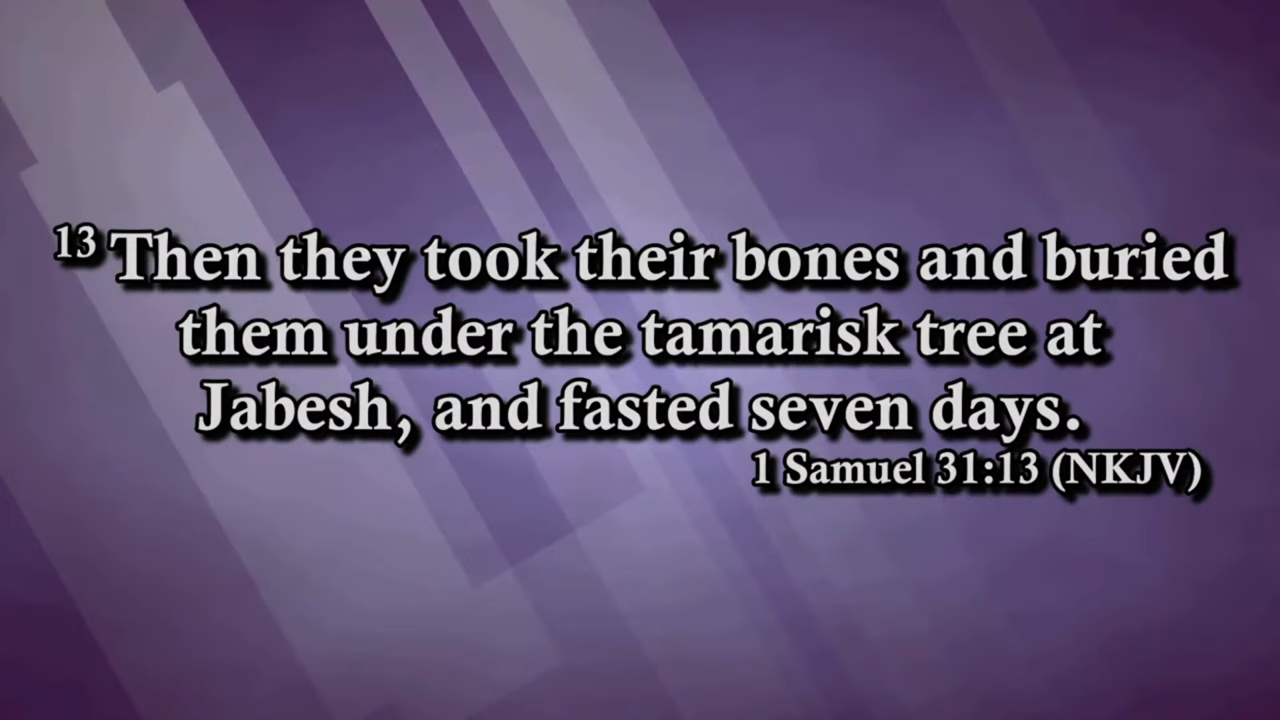 13 Then they took their bones and buried
them under the tamarisk tree at
Jabesh, and fasted seven days.
1 Samuel 31:13 (NKJV)